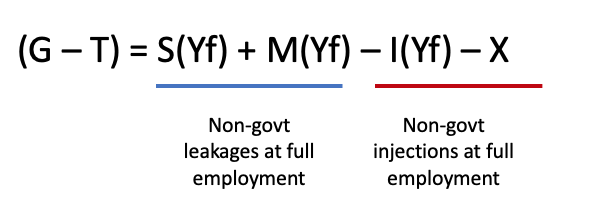 (G – T) = S(Yf) + M(Yf) – I(Yf) – X
Non-govt
leakages at full
employment
Non-govt
injections at full
employment